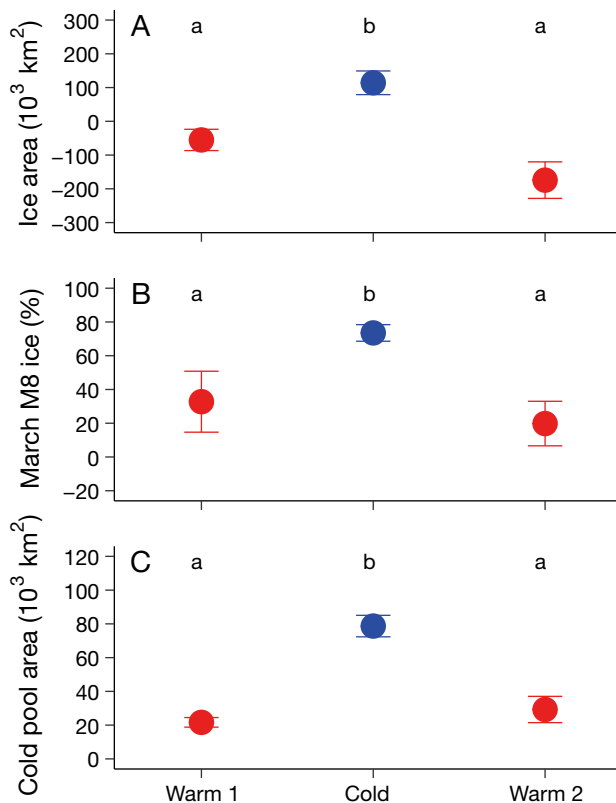 A
a b a
Ice area (10³ km²)
300
200
100
0
−100
−200
−300
B
a b a
March M8 ice (%)
100
80
60
40
20
0
−20
C
a b a
Cold pool area (10³ km²)
120
100
80
60
40
20
0
Warm 1 Cold Warm 2